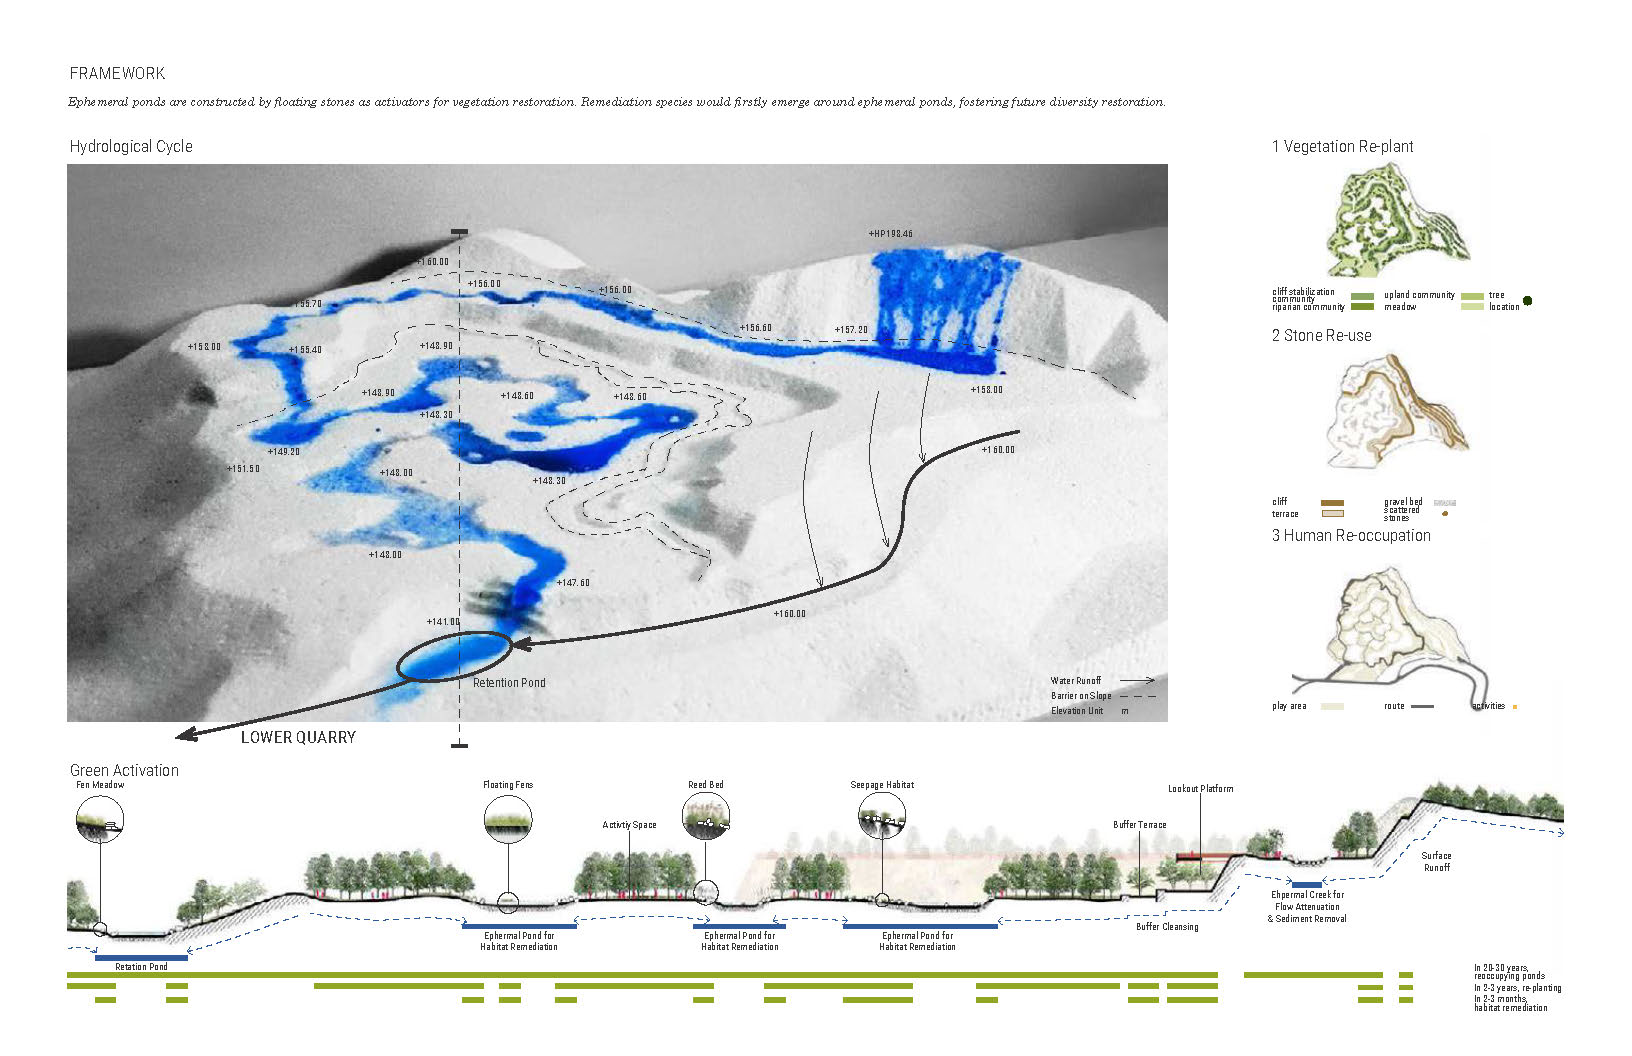 FRAMEWORK
Ephemeral ponds are constructed by floating stones as activators for vegetation restoration. Remediation species would firstly emerge around ephemeral ponds, fostering future diversity restoration.
Hydrological Cycle
+HP198.46
+160.00
+156.00
+156.00
+155.70
+156.60
+157.20
+158.00
+155.40
+148.90
+158.00
+148.90
+148.60
+148.60
+148.30
+149.20
+160.00
+151.50
+148.00
+148.30
+148.00
+147.60
+160.00
+141.00
Retention Pond
Water Runoff
Barrier on Slope
Elevation Unit m
LOWER QUARRY
1 Vegetation Re-plant
cliff stabilization
community
riparian community
upland community
meadow
tree
location
2 Stone Re-use
cliff
terrace
gravel bed
scattered
stones
3 Human Re-occupation
play area
route
activities
Green Activation
Fen Meadow
Floating Fens
Reed Bed
Seepage Habitat
Lookout Platform
Activtiy Space
Buffer Terrace
Surface
Runoff
Ehpermal Creek for
Flow Attenuation
& Sediment Removal
Buffer Cleansing
Ephermal Pond for
Habitat Remediation
Ephermal Pond for
Habitat Remediation
Ephermal Pond for
Habitat Remediation
Retation Pond
In 20-30 years,
reoccupying ponds
In 2-3 years, re-planting
In 2-3 months,
habitat remediation